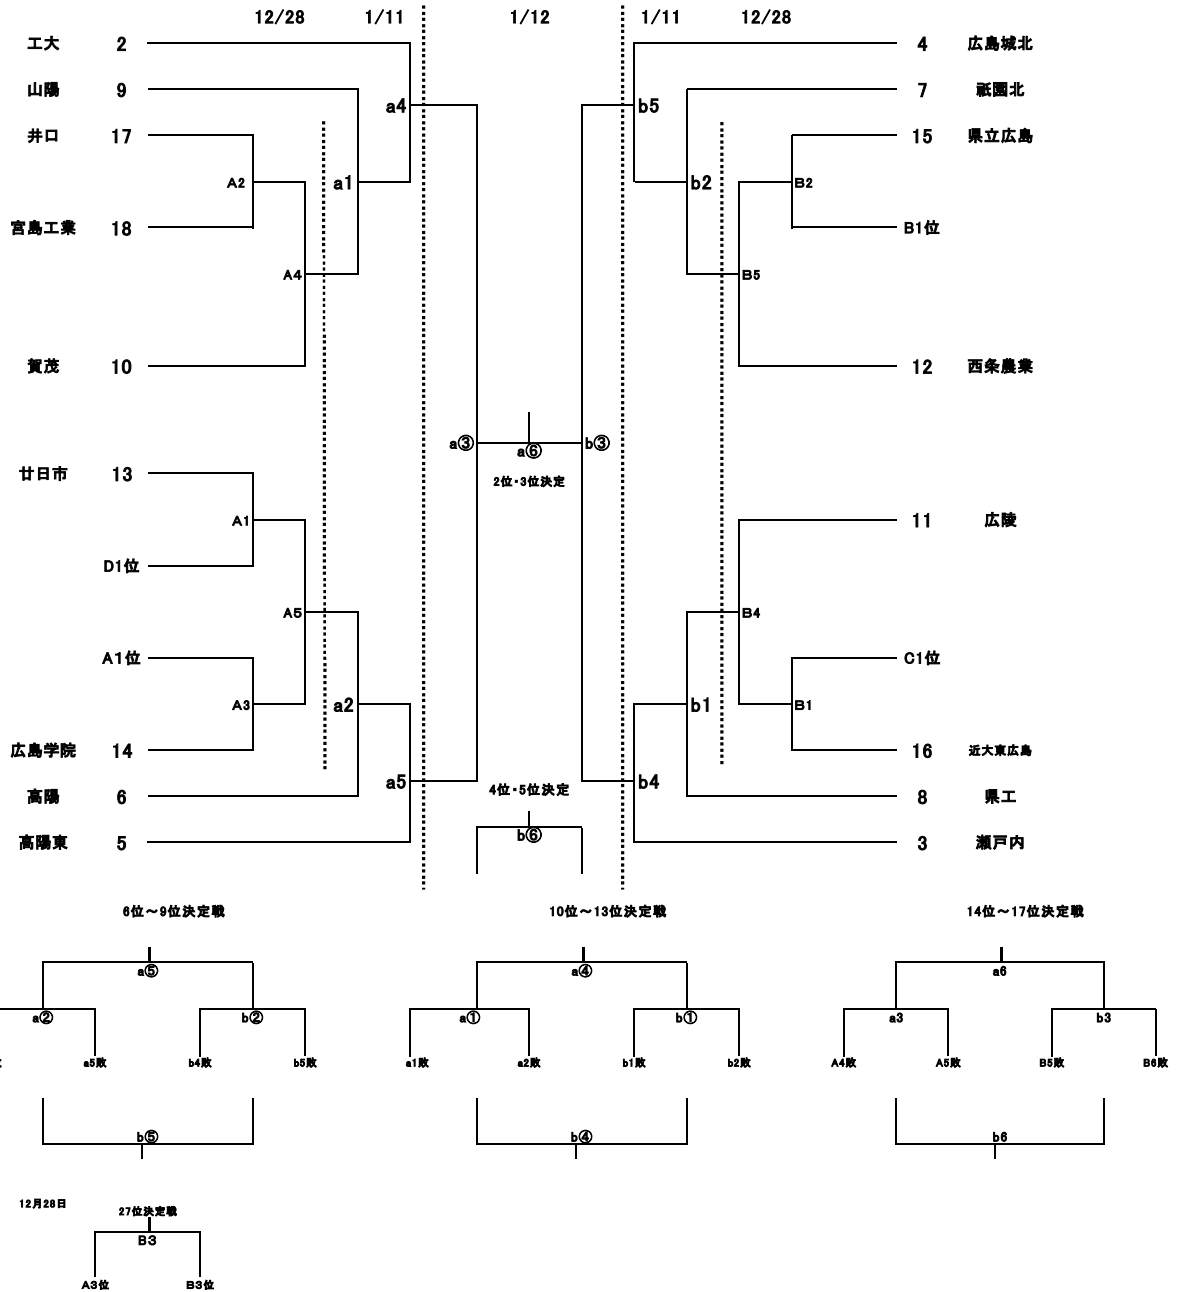 12/28 1/11 1/12 1/11 12/28
工大 2 4 広島城北
山陽 9 7 祇園北
a4 b5
井口 17 15 県立広島
A2 a1 b2 B2
宮島工業 18 B1位
A4 B5
賀茂 10 12 西条農業
a③ b③
a⑥
廿日市 13 2位・3位決定
A1 11 広陵
D1位
A5 B4
A1位 C1位
A3 a2 b1 B1
広島学院 14 16 近大東広島
a5 b4
高陽 6 4位・5位決定 8 県工
b⑥
高陽東 5 3 瀬戸内
6位～9位決定戦 10位～13位決定戦 14位～17位決定戦
a⑤ a④ a6
a② b② a① b① a3 b3
a5敗 b4敗 b5敗 a1敗 a2敗 b1敗 b2敗 A4敗 A5敗 B5敗 B6敗
b⑤ b④ b6
12月28日
27位決定戦
B3
A3位 B3位